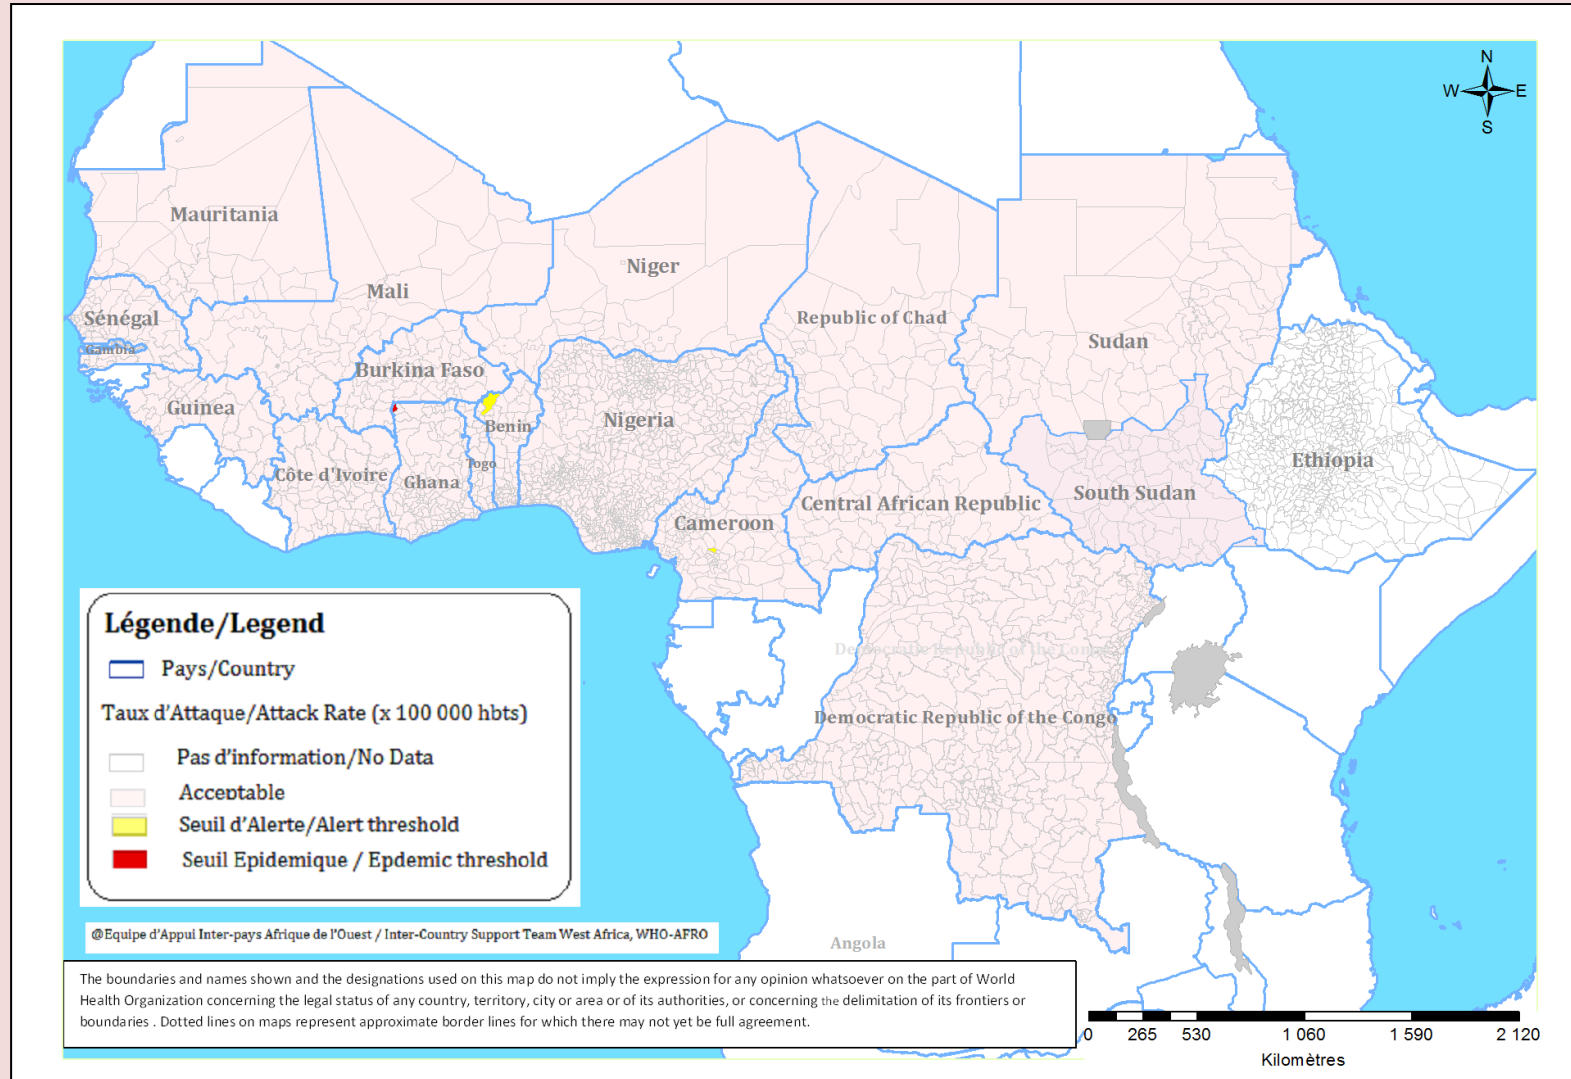 N
W E
S
Mauritania
Niger
Mali
Sénégal
Republic of Chad
Sudan
Gambia
Burkina Faso
Guinea
Nigeria
Benin
Ethiopia
Togo
Côte d'Ivoire
Ghana
South Sudan
Central African Republic
Cameroon
Democratic Republic of the Congo
Democratic Republic of the Congo
Angola
Légende/Legend
Pays/Country
Taux d'Attaque/Attack Rate (x 100 000 hbts)
Pas d'information/No Data
Acceptable
Seuil d'Alerte/Alert threshold
Seuil Epidemique / Epdemic threshold
@Equipe d'Appui Inter-pays Afrique de l'Ouest / Inter-Country Support Team West Africa, WHO-AFRO
The boundaries and names shown and the designations used on this map do not imply the expression for any opinion whatsoever on the part of World
Health Organization concerning the legal status of any country, territory, city or area or of its authorities, or concerning the delimitation of its frontiers or
boundaries . Dotted lines on maps represent approximate border lines for which there may not yet be full agreement.
0 265 530 1 060 1 590 2 120
Kilomètres